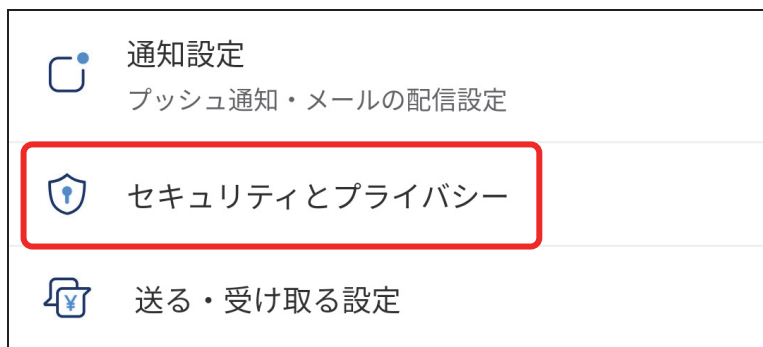 通知設定
プッシュ通知・メールの配信設定
セキュリティとプライバシー
¥
送る・受け取る設定